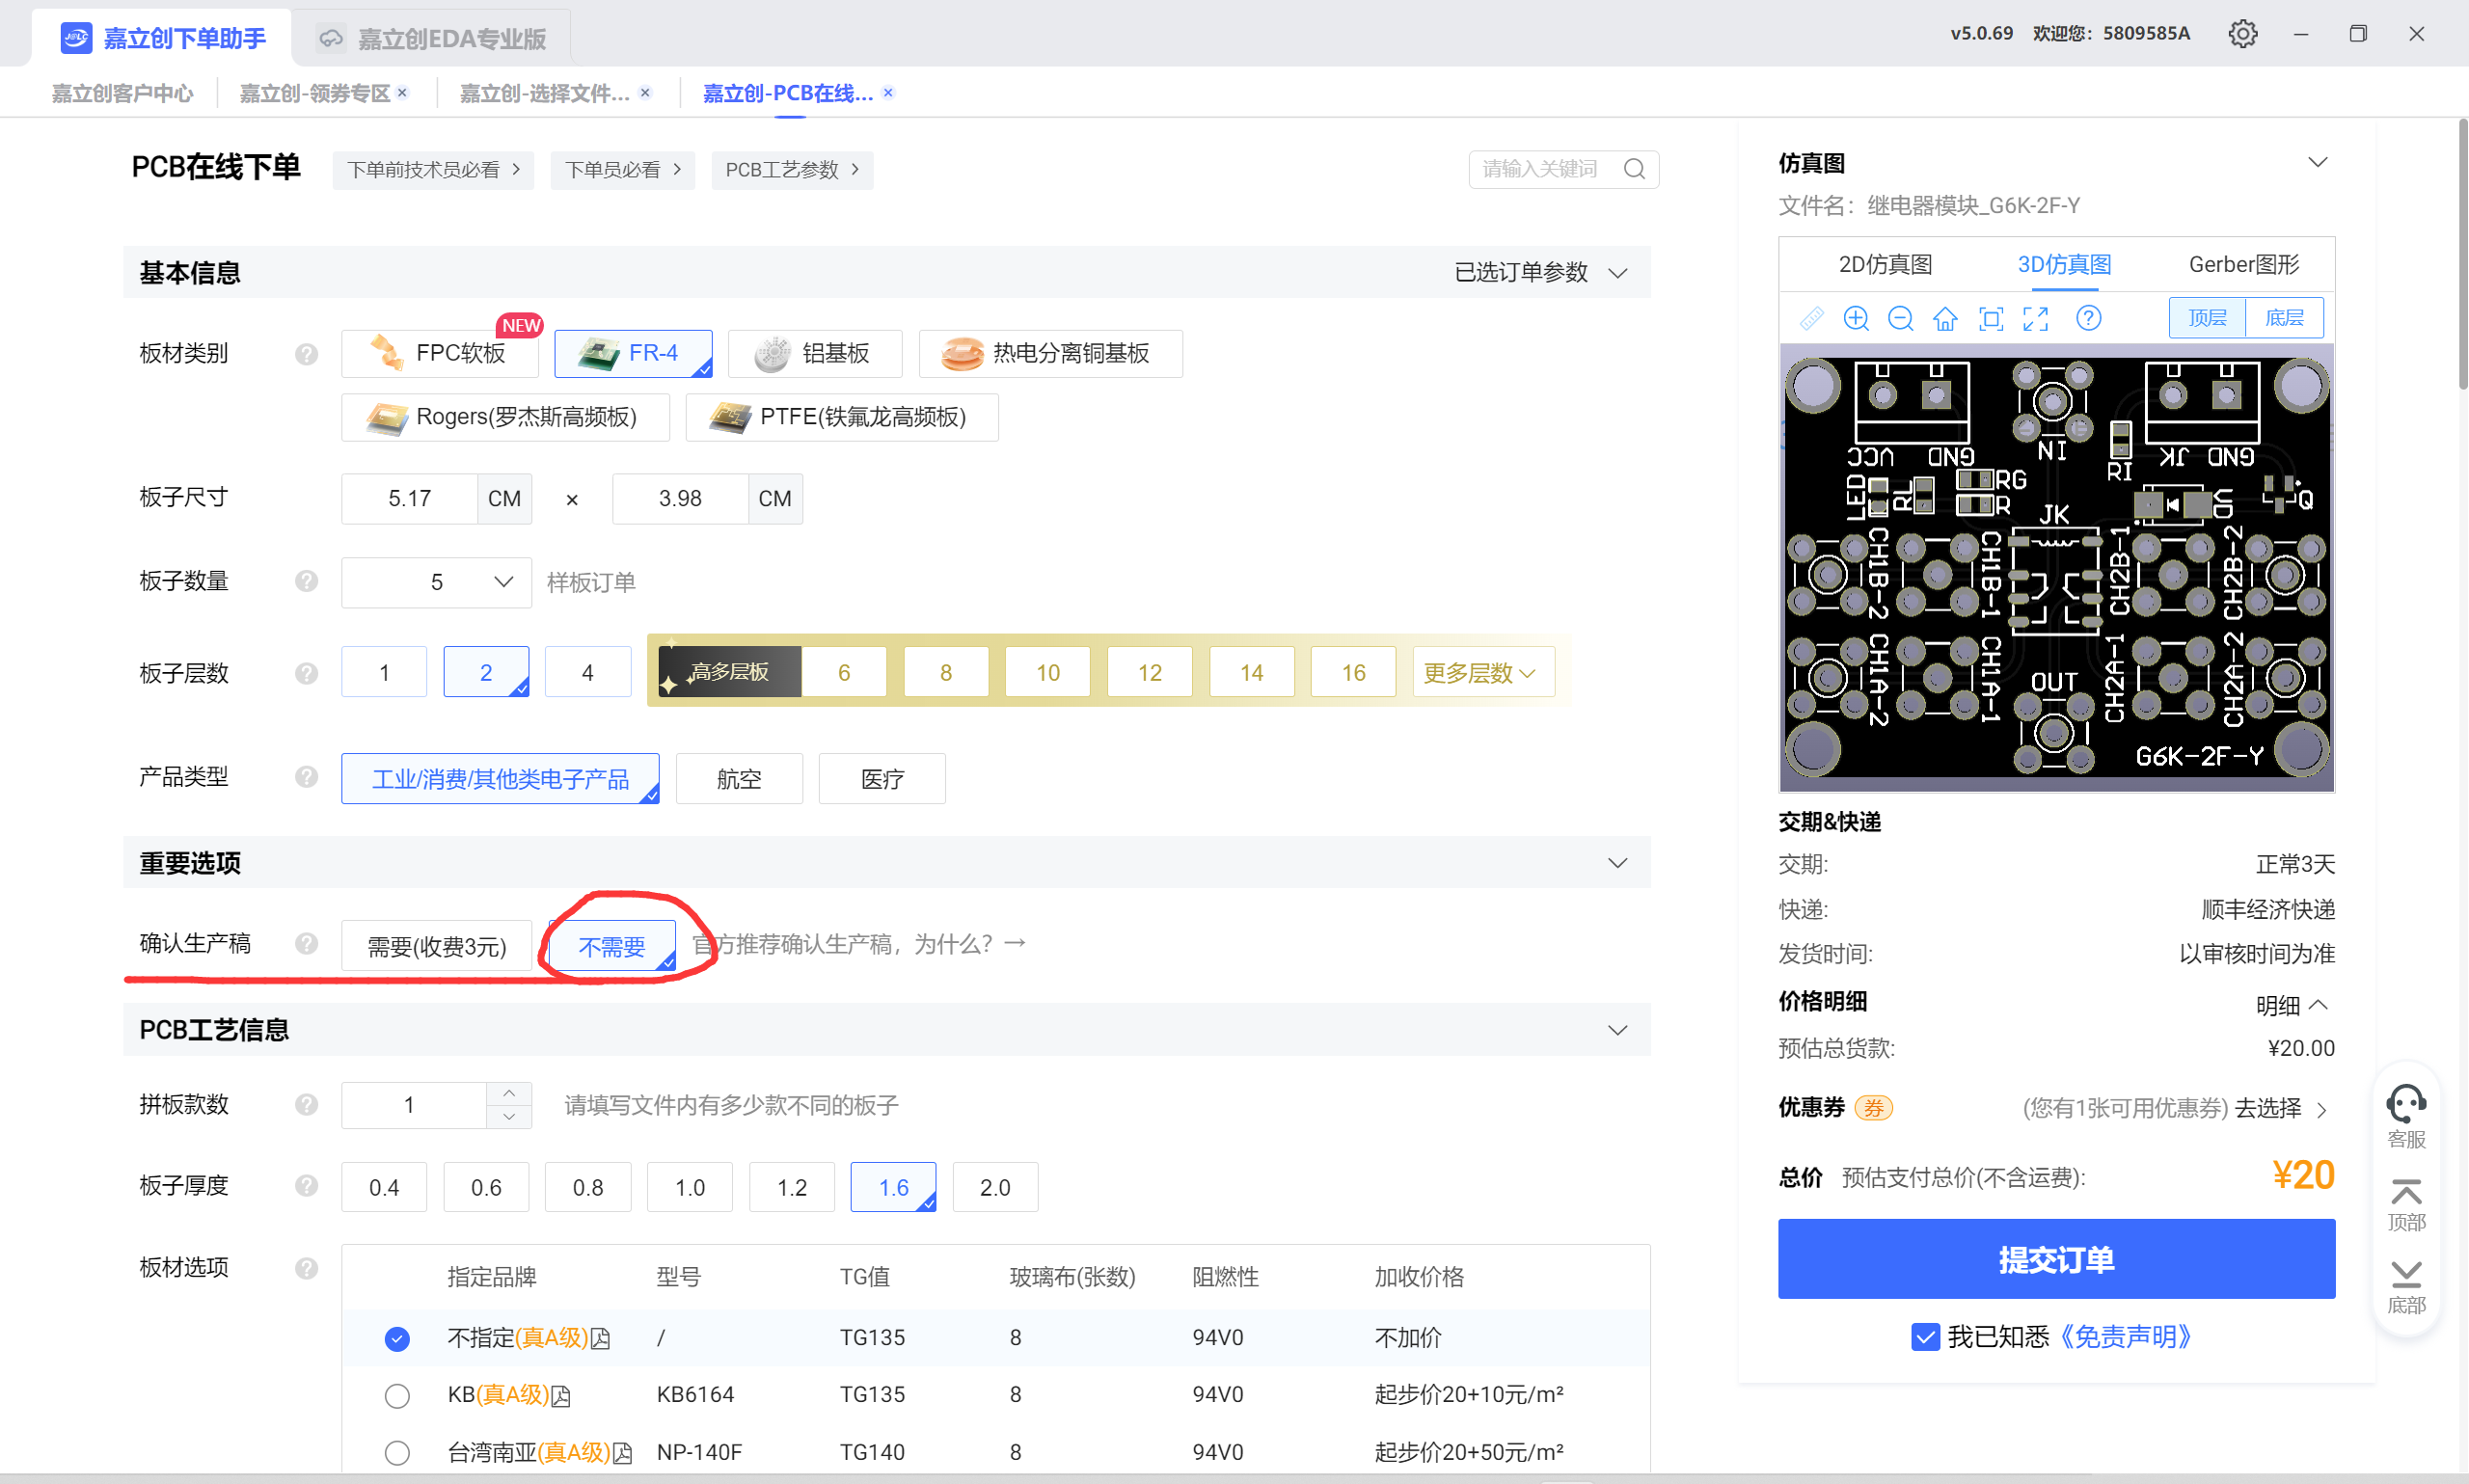 嘉立创下单助手 嘉立创EDA专业版 v5.0.69 欢迎您：5809585A
嘉立创客户中心 嘉立创-领券专区 嘉立创-选择文件... 嘉立创-PCB在线...
PCB在线下单 下单前技术员必看 下单员必看 PCB工艺参数 请输入关键词
基本信息 已选订单参数
板材类别 FPC软板 NEW FR-4 铝基板 热电分离铜基板
Rogers(罗杰斯高频板) PTFE(铁氟龙高频板)
板子尺寸 5.17 CM × 3.98 CM
板子数量 5 样板订单
板子层数 1 2 4 高多层板 6 8 10 12 14 16 更多层数
产品类型 工业/消费/其他类电子产品 航空 医疗
重要选项
确认生产稿 需要(收费3元) 不需要 官方推荐确认生产稿，为什么？→
PCB工艺信息
拼板款数 1 请填写文件内有多少款不同的板子
板子厚度 0.4 0.6 0.8 1.0 1.2 1.6 2.0
板材选项 指定品牌 型号 TG值 玻璃布(张数) 阻燃性 加收价格
不指定(真A级) / TG135 8 94V0 不加价
KB(真A级) KB6164 TG135 8 94V0 起步价20+10元/m²
台湾南亚(真A级) NP-140F TG140 8 94V0 起步价20+50元/m²
仿真图
文件名：继电器模块_G6K-2F-Y
2D仿真图 3D仿真图 Gerber图形
顶层 底层
VCC GND IN RI JK GND
LED RL RG R JK VD Q
CH1B-2 CH1B-1 CH2B-1 CH2B-2
CH1A-2 CH1A-1 OUT CH2A-1 CH2A-2
G6K-2F-Y
交期&快递
交期: 正常3天
快递: 顺丰经济快递
发货时间: 以审核时间为准
价格明细 明细
预估总货款: ¥20.00
优惠券 券 (您有1张可用优惠券) 去选择
总价 预估支付总价(不含运费): ¥20
提交订单
我已知悉《免责声明》
客服
顶部
底部